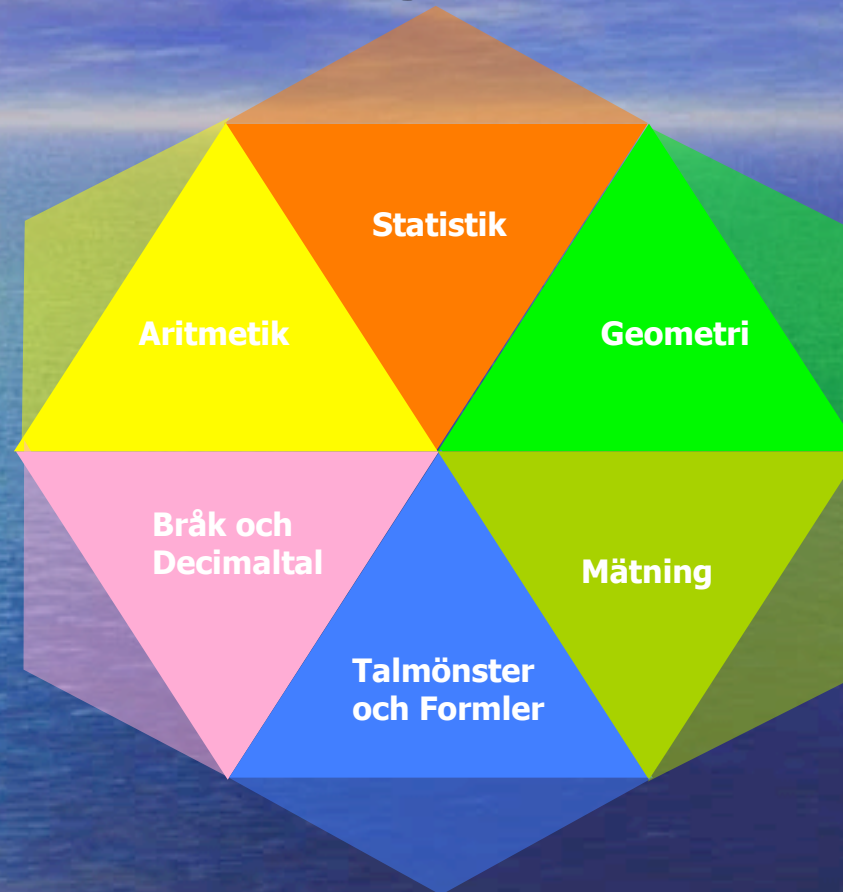 Statistik
Aritmetik
Geometri
Bråk och
Decimaltal
Mätning
Talmönster
och Formler